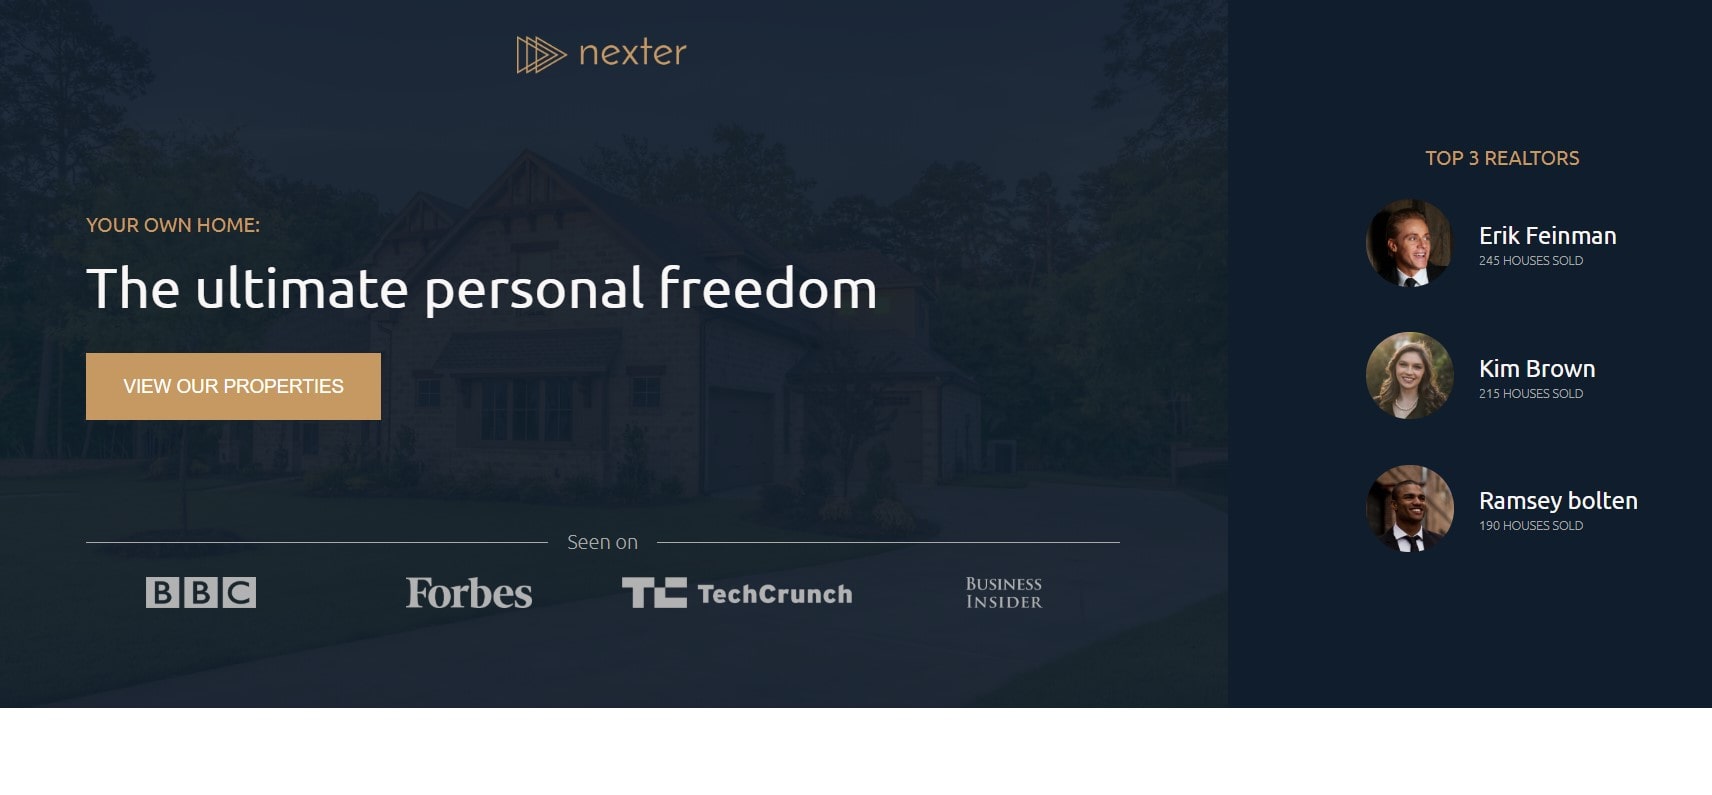 nexter
YOUR OWN HOME:
The ultimate personal freedom
VIEW OUR PROPERTIES
Seen on
BBC
Forbes
TC TechCrunch
BUSINESS
INSIDER
TOP 3 REALTORS
Erik Feinman
245 HOUSES SOLD
Kim Brown
215 HOUSES SOLD
Ramsey bolten
190 HOUSES SOLD